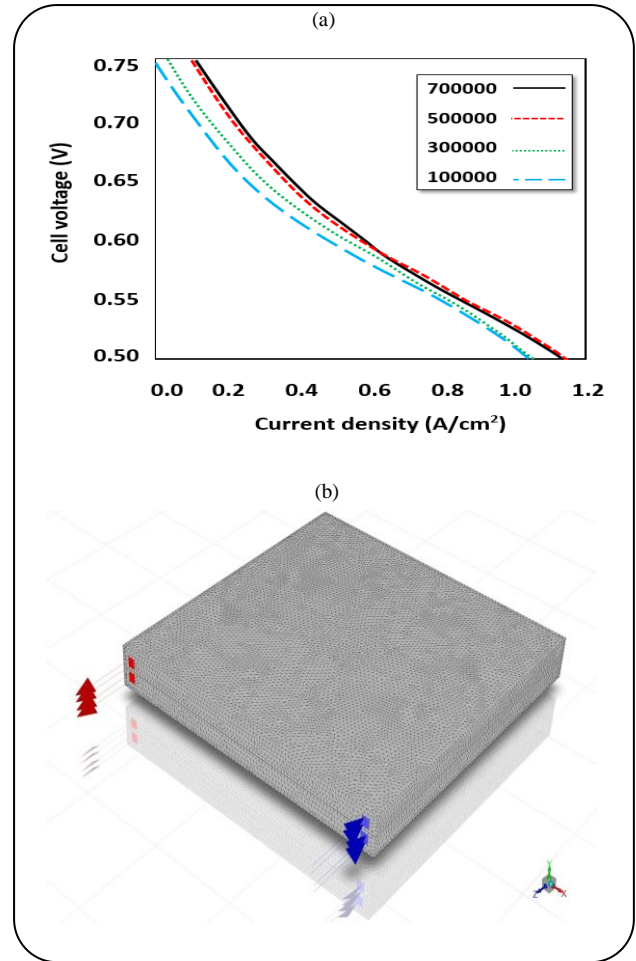 (a)
Cell voltage (V)
0.75
0.70
0.65
0.60
0.55
0.50
700000
500000
300000
100000
0.0 0.2 0.4 0.6 0.8 1.0 1.2
Current density (A/cm²)
(b)
Y
Z
X